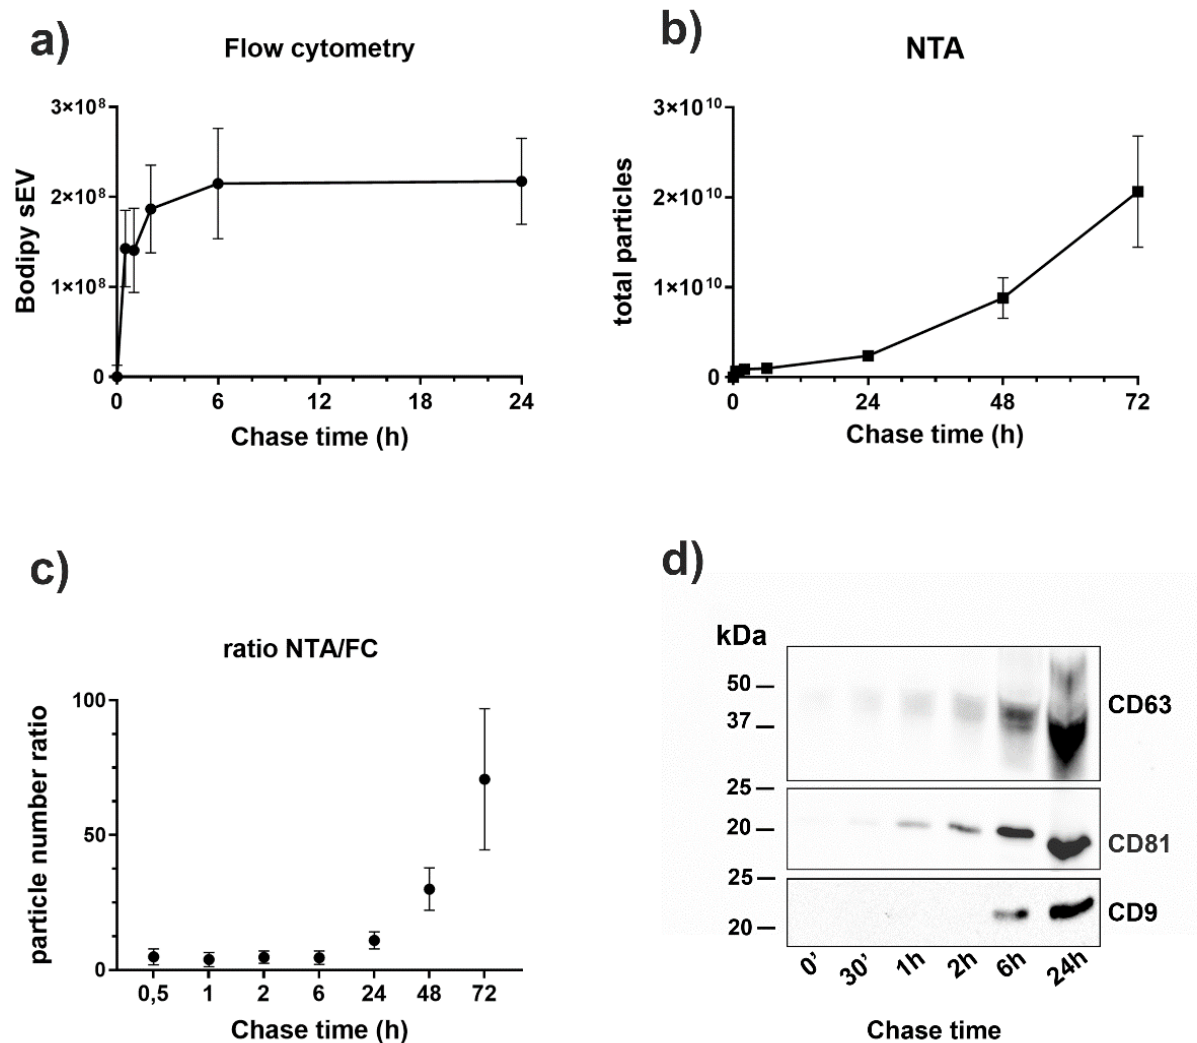 a)
Flow cytometry
3×10⁸
2×10⁸
1×10⁸
0
Bodipy sEV
0 6 12 18 24
Chase time (h)
b)
NTA
3×10¹⁰
2×10¹⁰
1×10¹⁰
0
total particles
0 24 48 72
Chase time (h)
c)
ratio NTA/FC
100
50
0
particle number ratio
0,5 1 2 6 24 48 72
Chase time (h)
d)
kDa
50
37
CD63
25
20
CD81
25
20
CD9
0’ 30’ 1h 2h 6h 24h
Chase time